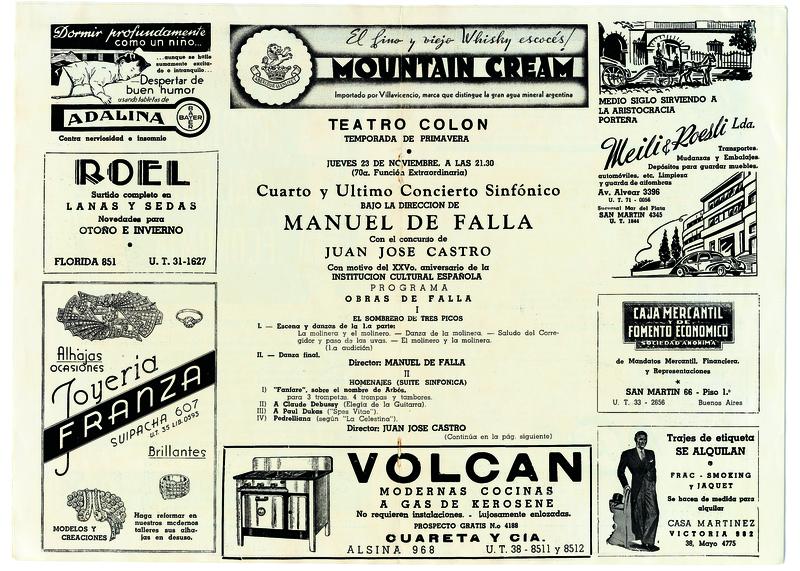 Dormir profundamente
como un niño...
...aunque se halle
sumamente excita-
do e intranquilo...
Despertar de
buen humor
usando tabletas de
ADALINA
BAYER
BAYER
Contra nerviosidad e insomnio
ROEL
Surtido completo en
LANAS Y SEDAS
Novedades para
OTOÑO E INVIERNO
FLORIDA 851 U. T. 31-1627
Alhajas
OCASIONES
Joyería
FRANZA
SUIPACHA 607
U.T. 35 LIB. 0595
Brillantes
MODELOS Y
CREACIONES
Haga reformar en
nuestros modernos
talleres sus alha-
jas en desuso.
El fino y viejo Whisky escocés!
MOUNTAIN CREAM
Importado por Villavicencio, marca que distingue la gran agua mineral argentina
TEATRO COLON
TEMPORADA DE PRIMAVERA
JUEVES 23 DE NOVIEMBRE, A LAS 21.30
(70a. Función Extraordinaria)
Cuarto y Ultimo Concierto Sinfónico
BAJO LA DIRECCION DE
MANUEL DE FALLA
Con el concurso de
JUAN JOSE CASTRO
Con motivo del XXVo. aniversario de la
INSTITUCION CULTURAL ESPAÑOLA
PROGRAMA
OBRAS DE FALLA
I
EL SOMBRERO DE TRES PICOS
I. — Escena y danzas de la 1.a parte:
La molinera y el molinero. — Danza de la molinera. — Saludo del Corre-
gidor y paso de las uvas. — El molinero y la molinera.
(1.a audición)
II. — Danza final.
Director: MANUEL DE FALLA
II
HOMENAJES (SUITE SINFONICA)
I) "Fanfare", sobre el nombre de Arbós,
para 3 trompetas, 4 trompas y tambores.
II) A Claude Debussy (Elegía de la Guitarra).
III) A Paul Dukas ("Spes Vitae").
IV) Pedrelliana (según "La Celestina").
Director: JUAN JOSE CASTRO
(Continúa en la pág. siguiente)
VOLCAN
MODERNAS COCINAS
A GAS DE KEROSENE
No requieren instalaciones. - Lujosamente enlozadas.
PROSPECTO GRATIS N.o 4188
CUARETA Y CIA.
ALSINA 968 U. T. 38 - 8511 y 8512
MEDIO SIGLO SIRVIENDO A
LA ARISTOCRACIA
PORTEÑA
Meili & Roesli Lda.
Transportes.
Mudanzas y Embalajes.
Depósitos para guardar muebles,
automóviles, etc. Limpieza
y guarda de alfombras
Av. Alvear 3396
U. T. 71 - 0056
Sucursal Mar del Plata
SAN MARTIN 4345
U. T. 1844
CAJA MERCANTIL
Y DE
FOMENTO ECONOMICO
SOCIEDAD ANONIMA
de Mandatos Mercantil, Financiera,
y Representaciones
SAN MARTIN 66 - Piso 1.º
U. T. 33 - 2656 Buenos Aires
Trajes de etiqueta
SE ALQUILAN
FRAC - SMOKING
y JAQUET
Se hacen de medida para
alquilar
CASA MARTINEZ
VICTORIA 982
38, Mayo 4775